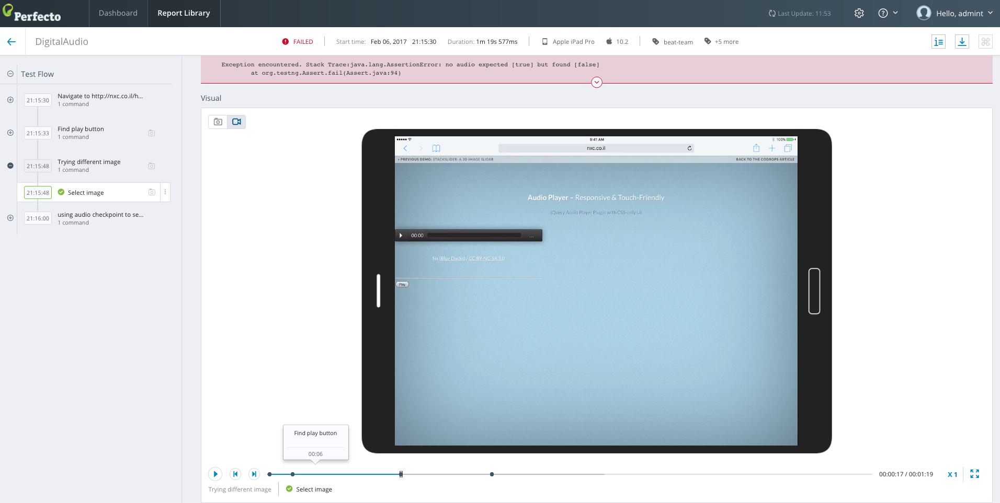 Perfecto
Dashboard
Report Library
Last Update: 11:53
Hello, admint
DigitalAudio
FAILED
Start time: Feb 06, 2017 21:15:30
Duration: 1m 19s 577ms
Apple iPad Pro
10.2
beat-team
+5 more
Exception encountered. Stack Trace:java.lang.AssertionError: no audio expected [true] but found [false]
at org.testng.Assert.fail(Assert.java:94)
Test Flow
21:15:30
Navigate to http://nxc.co.il/h...
1 command
21:15:33
Find play button
1 command
21:15:48
Trying different image
1 command
21:15:48
Select image
21:16:00
using audio checkpoint to se...
1 command
Visual
9:41 AM
100%
nxc.co.il
« PREVIOUS DEMO: STACKSLIDER: A 3D IMAGE SLIDER
BACK TO THE CODROPS ARTICLE
Audio Player – Responsive & Touch-Friendly
jQuery Audio Player Plugin with CSS-only UI
00:00
...
Six (Blue Ducks) / CC BY-NC-SA 3.0
Play
Find play button
00:06
00:00:17 / 00:01:19
X 1
Trying different image
Select image